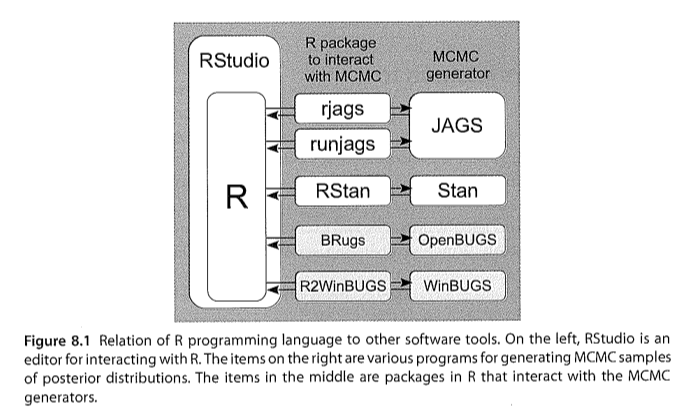 RStudio
R package
to interact
with MCMC
MCMC
generator
rjags
JAGS
runjags
R
RStan
Stan
BRugs
OpenBUGS
R2WinBUGS
WinBUGS
Figure 8.1 Relation of R programming language to other software tools. On the left, RStudio is an
editor for interacting with R. The items on the right are various programs for generating MCMC samples
of posterior distributions. The items in the middle are packages in R that interact with the MCMC
generators.